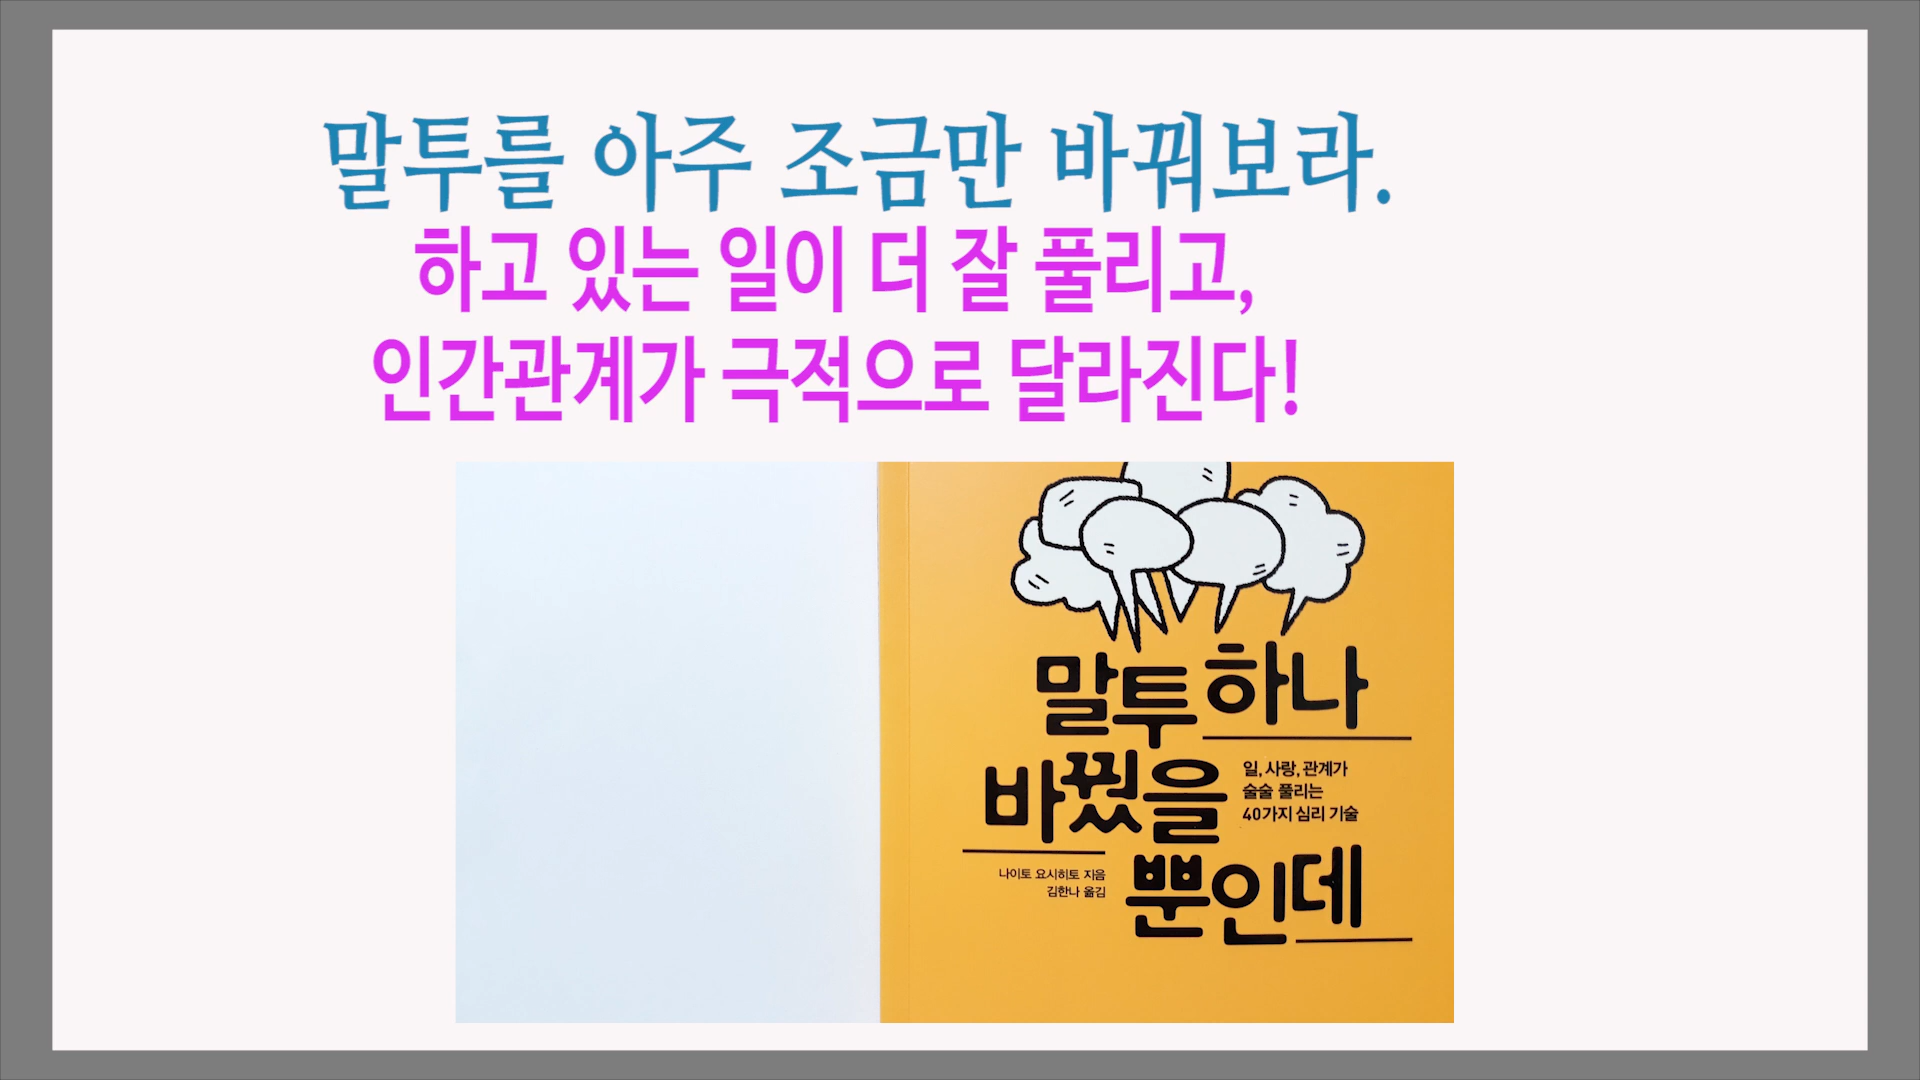 말투를 아주 조금만 바꿔보라.
하고 있는 일이 더 잘 풀리고,
인간관계가 극적으로 달라진다!
말투 하나
바꿨을
일, 사랑, 관계가
술술 풀리는
40가지 심리 기술
나이토 요시히토 지음
김한나 옮김
뿐인데